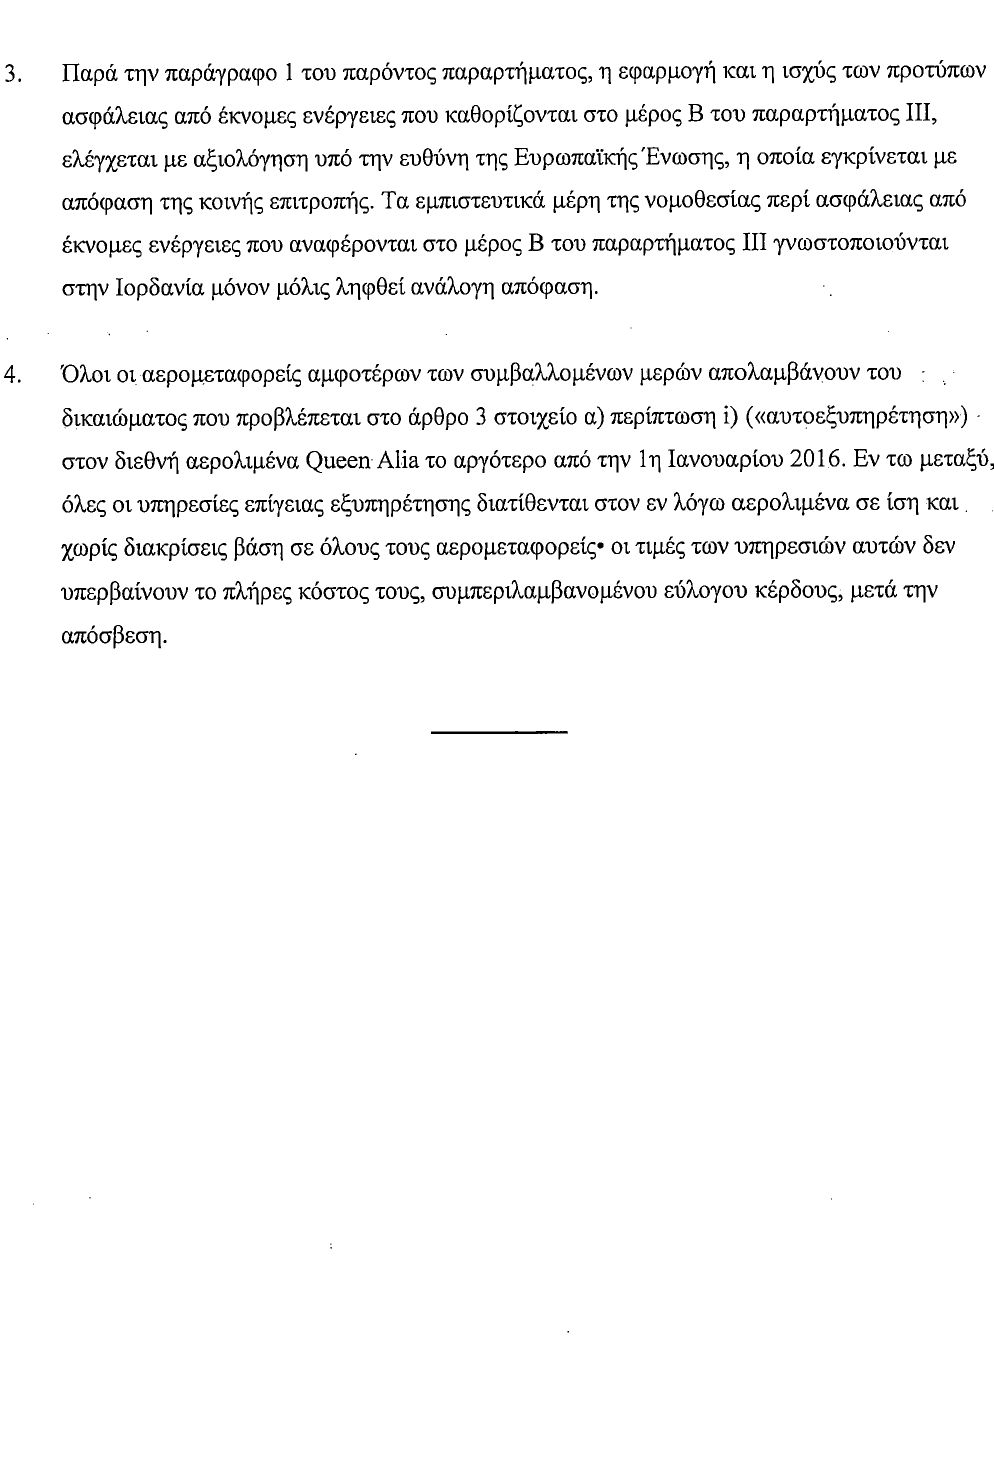 3. Παρά την παράγραφο 1 του παρόντος παραρτήματος, η εφαρμογή και η ισχύς των προτύπων
ασφάλειας από έκνομες ενέργειες που καθορίζονται στο μέρος Β του παραρτήματος ΙΙΙ,
ελέγχεται με αξιολόγηση υπό την ευθύνη της Ευρωπαϊκής Ένωσης, η οποία εγκρίνεται με
απόφαση της κοινής επιτροπής. Τα εμπιστευτικά μέρη της νομοθεσίας περί ασφάλειας από
έκνομες ενέργειες που αναφέρονται στο μέρος Β του παραρτήματος ΙΙΙ γνωστοποιούνται
στην Ιορδανία μόνον μόλις ληφθεί ανάλογη απόφαση.
4. Όλοι οι αερομεταφορείς αμφοτέρων των συμβαλλομένων μερών απολαμβάνουν του
δικαιώματος που προβλέπεται στο άρθρο 3 στοιχείο α) περίπτωση i) («αυτοεξυπηρέτηση»)
στον διεθνή αερολιμένα Queen Alia το αργότερο από την 1η Ιανουαρίου 2016. Εν τω μεταξύ,
όλες οι υπηρεσίες επίγειας εξυπηρέτησης διατίθενται στον εν λόγω αερολιμένα σε ίση και
χωρίς διακρίσεις βάση σε όλους τους αερομεταφορείς• οι τιμές των υπηρεσιών αυτών δεν
υπερβαίνουν το πλήρες κόστος τους, συμπεριλαμβανομένου εύλογου κέρδους, μετά την
απόσβεση.